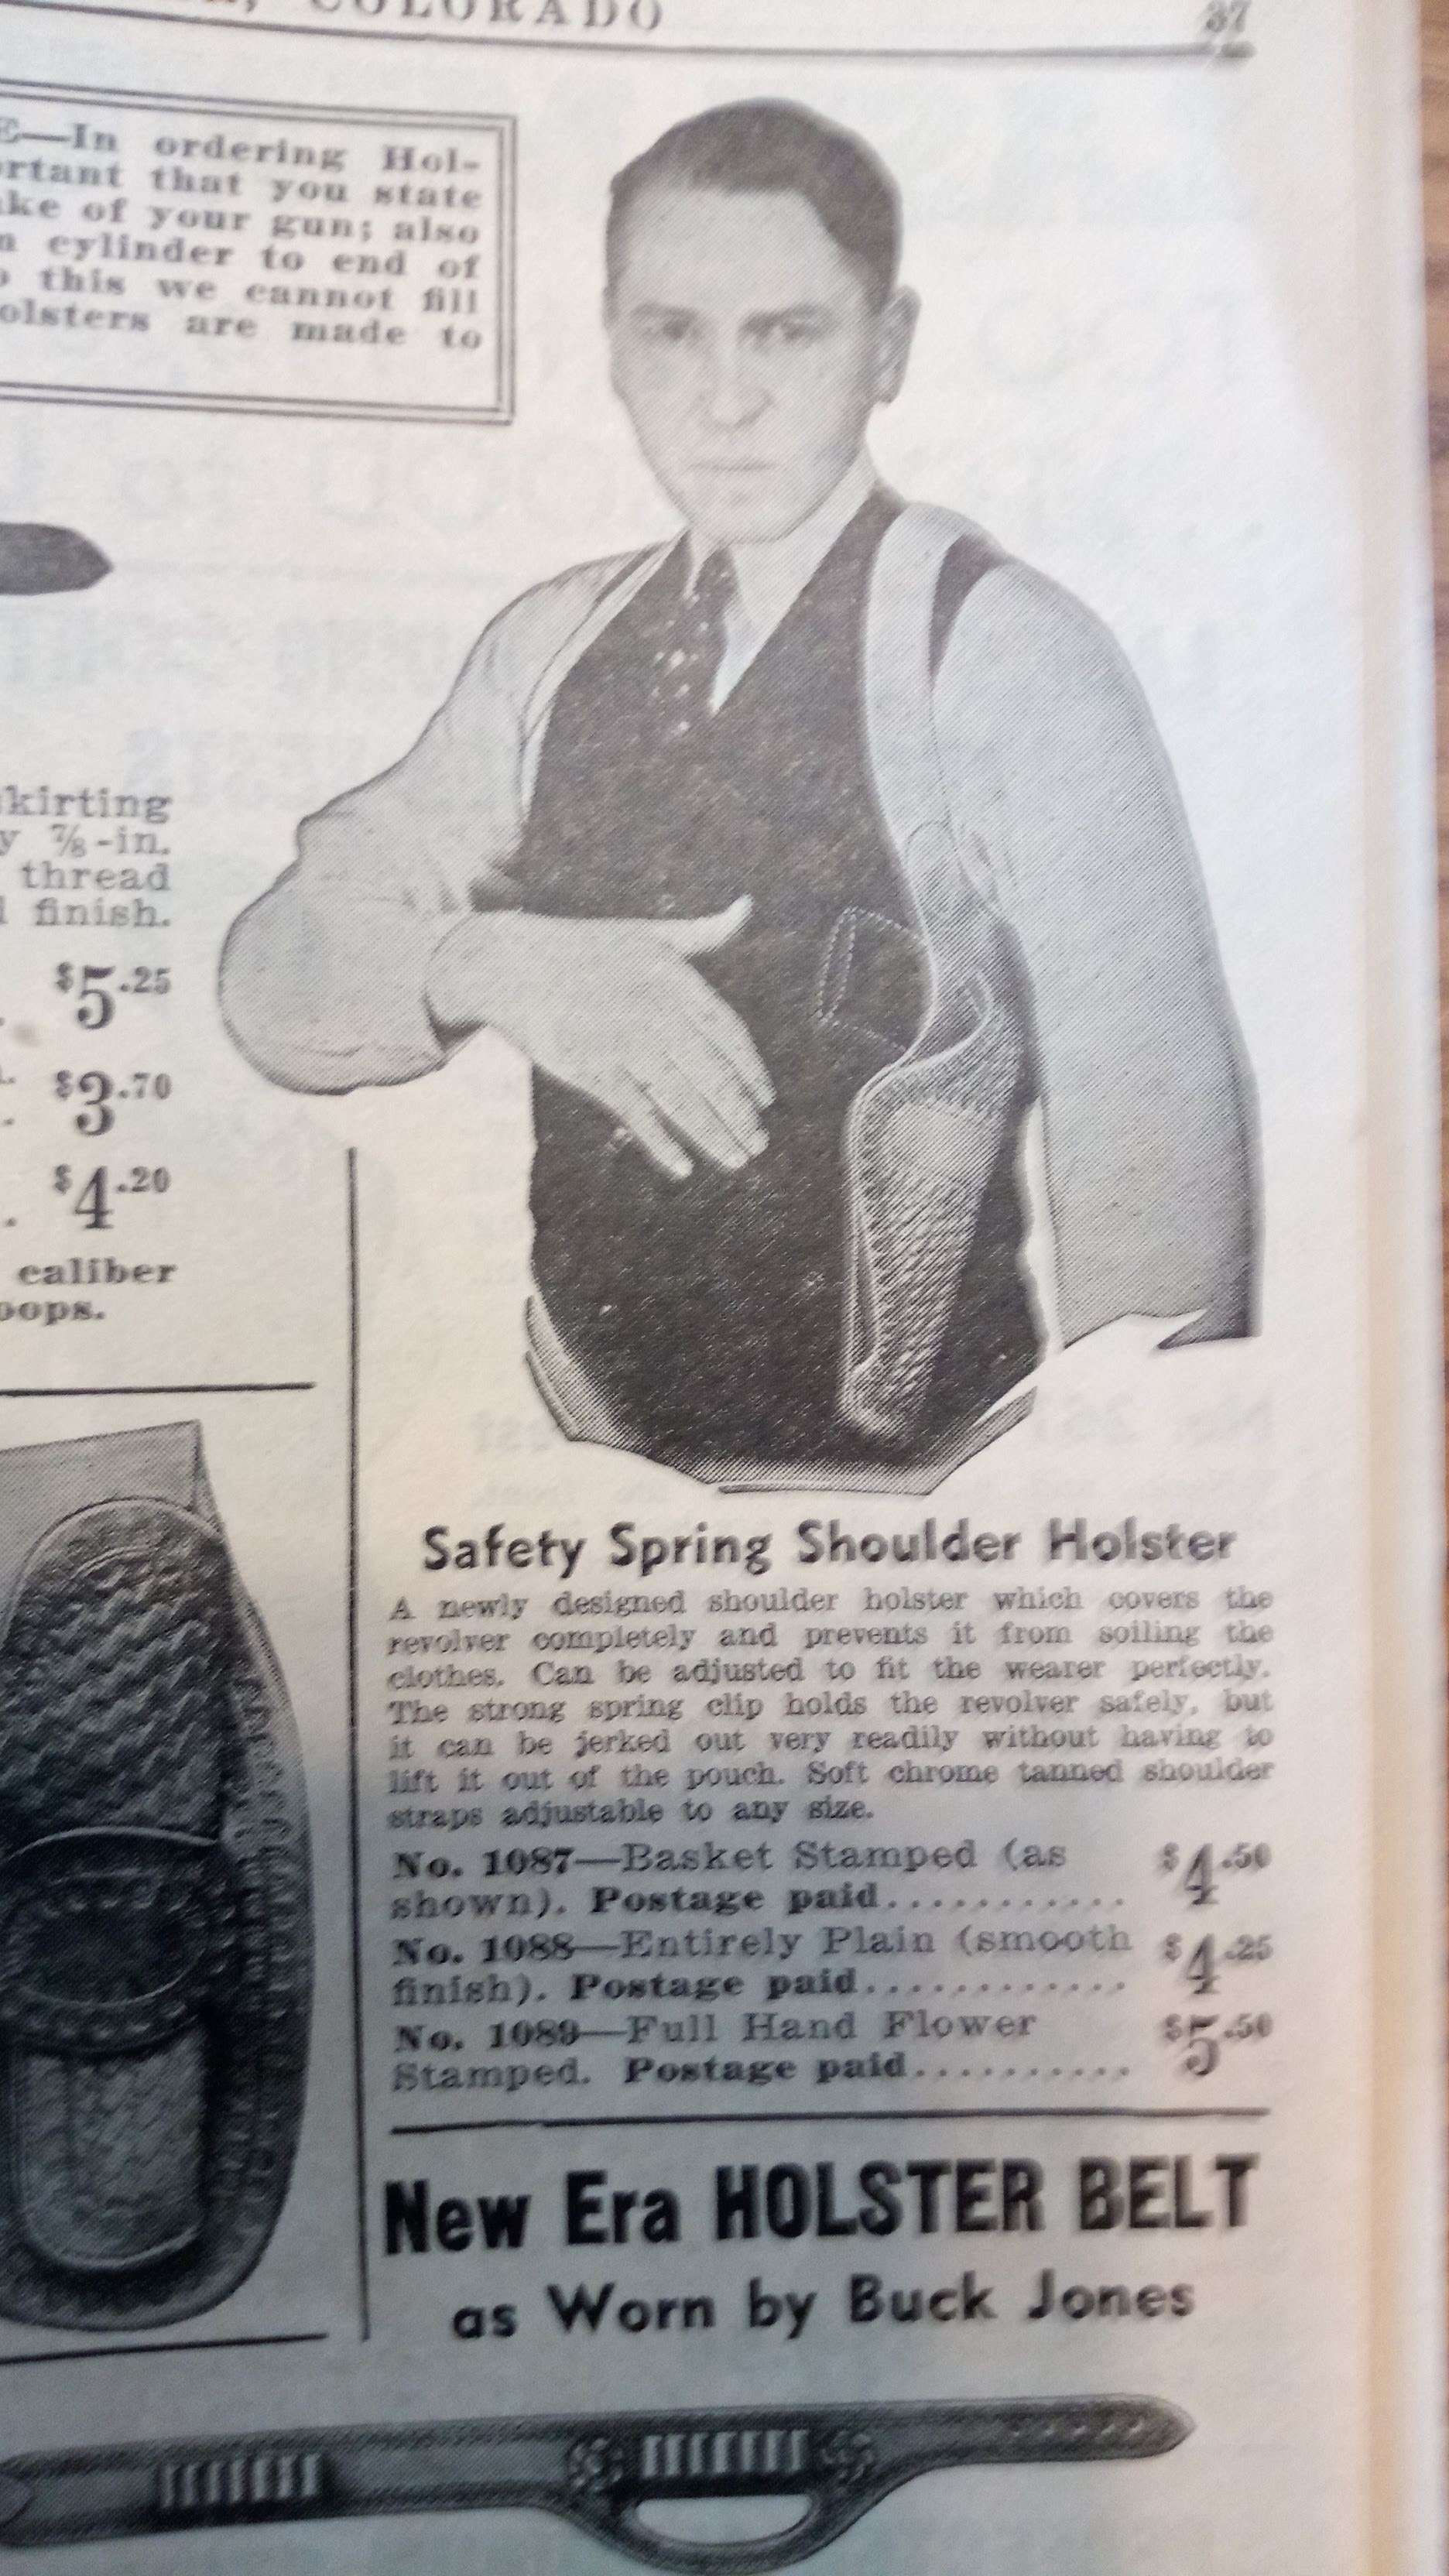 COLORADO 37
—In ordering Hol-
that you state
of your gun; also
cylinder to end of
this we cannot fill
are made to
⅞-in.
thread
finish.
$5.25
$3.70
$4.20
caliber
Safety Spring Shoulder Holster
A newly designed shoulder holster which covers the
revolver completely and prevents it from soiling the
clothes. Can be adjusted to fit the wearer perfectly.
The strong spring clip holds the revolver safely, but
it can be jerked out very readily without having to
lift it out of the pouch. Soft chrome tanned shoulder
straps adjustable to any size.
No. 1087—Basket Stamped (as
shown). Postage paid........... $4.50
No. 1088—Entirely Plain (smooth
finish). Postage paid............ $4.25
No. 1089—Full Hand Flower
Stamped. Postage paid.......... $5.50
New Era HOLSTER BELT
as Worn by Buck Jones